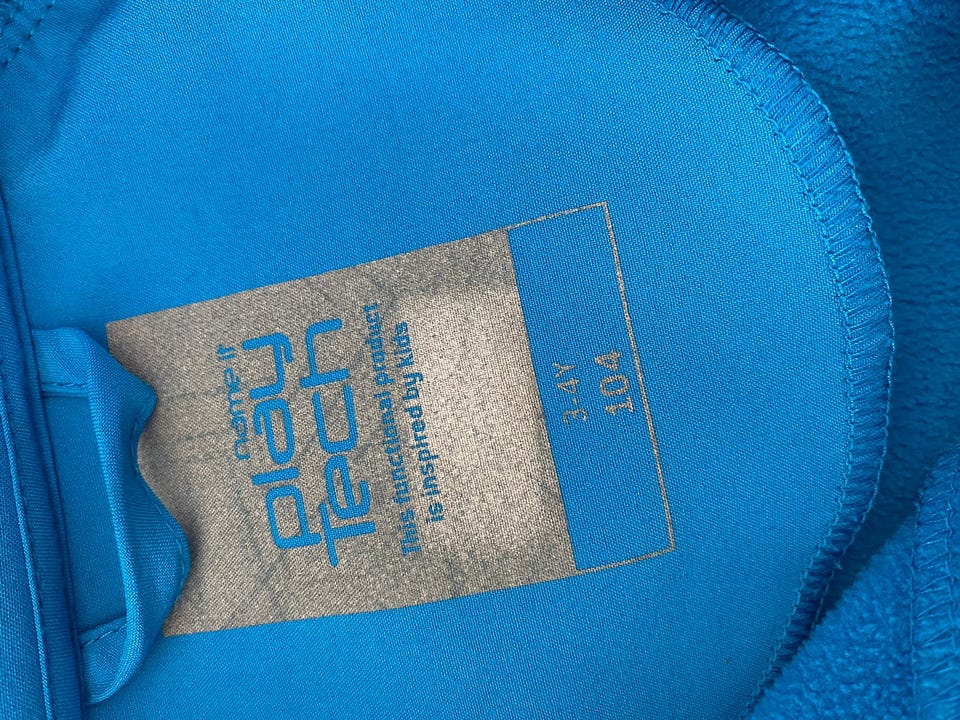 name it
play
Tech
This functional product
is inspired by kids
3-4Y
104